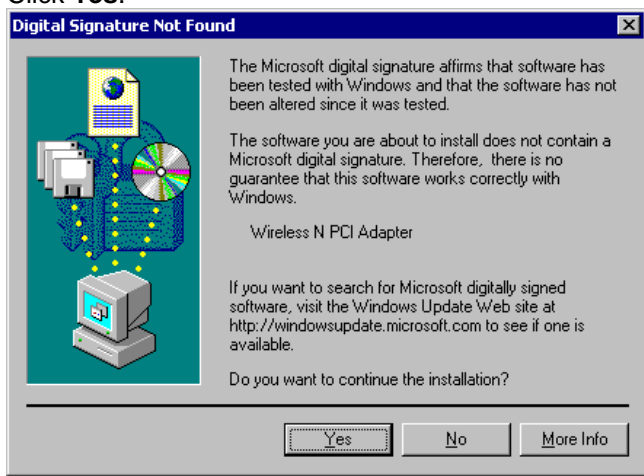 Click Yes.
Digital Signature Not Found
The Microsoft digital signature affirms that software has
been tested with Windows and that the software has not
been altered since it was tested.
The software you are about to install does not contain a
Microsoft digital signature. Therefore,  there is no
guarantee that this software works correctly with
Windows.
Wireless N PCI Adapter
If you want to search for Microsoft digitally signed
software, visit the Windows Update Web site at
http://windowsupdate.microsoft.com to see if one is
available.
Do you want to continue the installation?
Yes
No
More Info